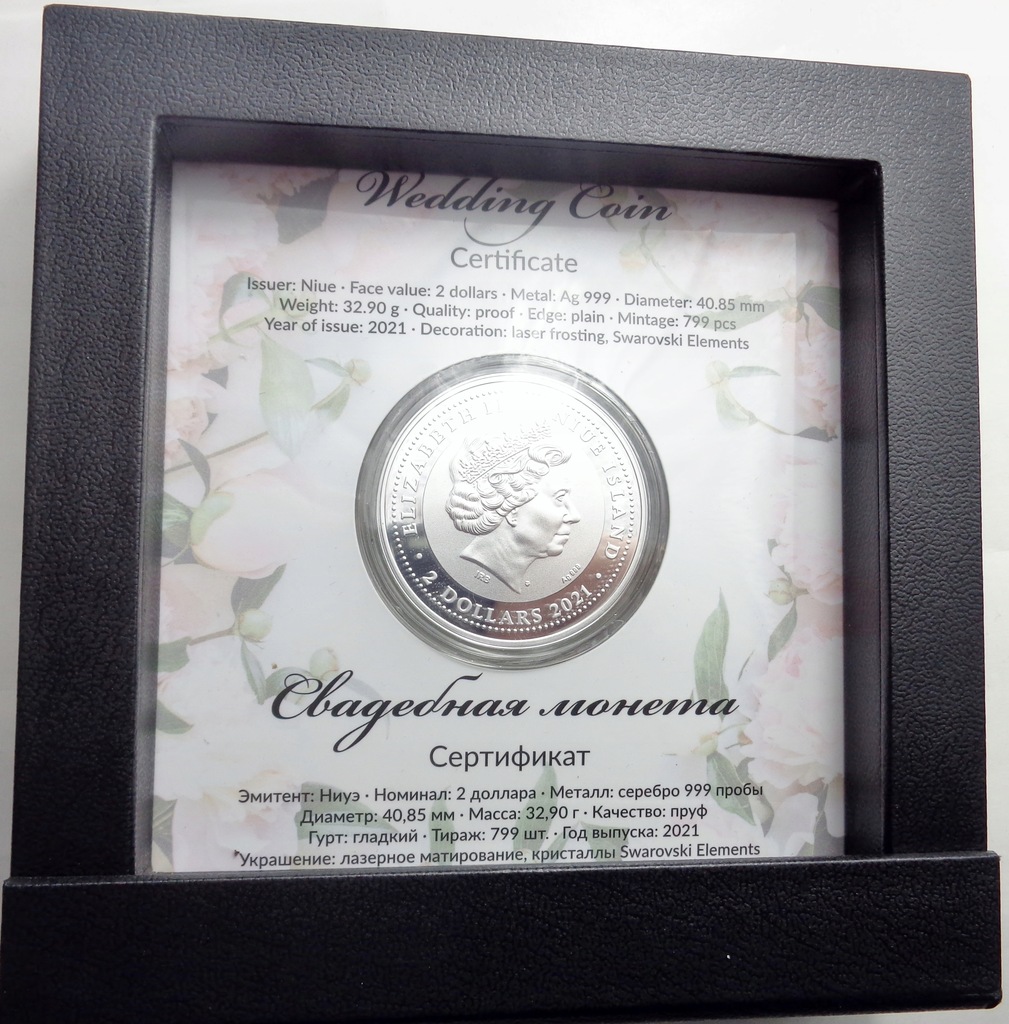 Wedding Coin
Certificate
Issuer: Niue · Face value: 2 dollars · Metal: Ag 999 · Diameter: 40.85 mm
Weight: 32.90 g · Quality: proof · Edge: plain · Mintage: 799 pcs
Year of issue: 2021 · Decoration: laser frosting, Swarovski Elements
ELIZABETH II NIUE ISLAND
IRB
· 2 DOLLARS 2021 ·
Свадебная монета
Сертификат
Эмитент: Ниуэ · Номинал: 2 доллара · Металл: серебро 999 пробы
Диаметр: 40,85 мм · Масса: 32,90 г · Качество: пруф
Гурт: гладкий · Тираж: 799 шт. · Год выпуска: 2021
Украшение: лазерное матирование, кристаллы Swarovski Elements